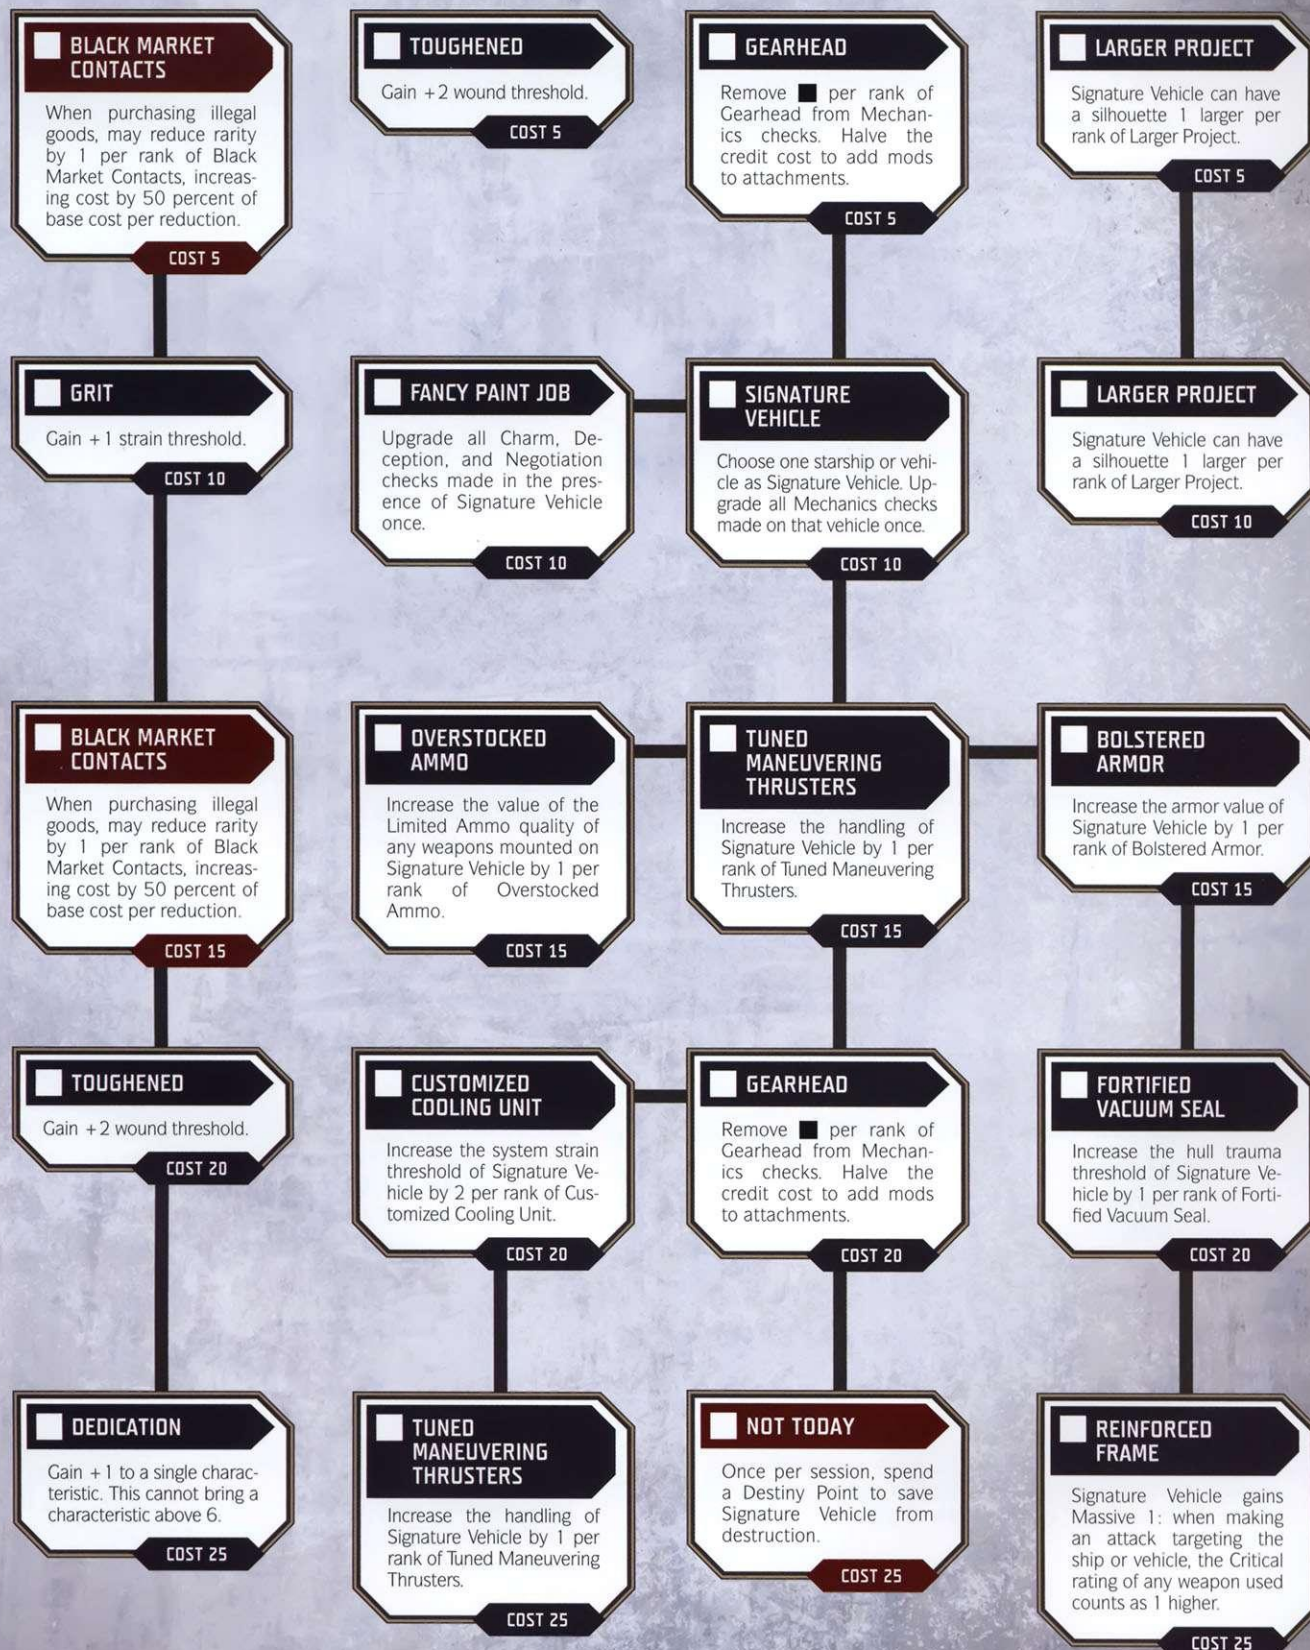 BLACK MARKET
CONTACTS
When purchasing illegal
goods, may reduce rarity
by 1 per rank of Black
Market Contacts, increas-
ing cost by 50 percent of
base cost per reduction.
COST 5
TOUGHENED
Gain +2 wound threshold.
COST 5
GEARHEAD
Remove ■ per rank of
Gearhead from Mechan-
ics checks. Halve the
credit cost to add mods
to attachments.
COST 5
LARGER PROJECT
Signature Vehicle can have
a silhouette 1 larger per
rank of Larger Project.
COST 5
GRIT
Gain +1 strain threshold.
COST 10
FANCY PAINT JOB
Upgrade all Charm, De-
ception, and Negotiation
checks made in the pres-
ence of Signature Vehicle
once.
COST 10
SIGNATURE
VEHICLE
Choose one starship or vehi-
cle as Signature Vehicle. Up-
grade all Mechanics checks
made on that vehicle once.
COST 10
LARGER PROJECT
Signature Vehicle can have
a silhouette 1 larger per
rank of Larger Project.
COST 10
BLACK MARKET
CONTACTS
When purchasing illegal
goods, may reduce rarity
by 1 per rank of Black
Market Contacts, increas-
ing cost by 50 percent of
base cost per reduction.
COST 15
OVERSTOCKED
AMMO
Increase the value of the
Limited Ammo quality of
any weapons mounted on
Signature Vehicle by 1 per
rank of Overstocked
Ammo.
COST 15
TUNED
MANEUVERING
THRUSTERS
Increase the handling of
Signature Vehicle by 1 per
rank of Tuned Maneuvering
Thrusters.
COST 15
BOLSTERED
ARMOR
Increase the armor value of
Signature Vehicle by 1 per
rank of Bolstered Armor.
COST 15
TOUGHENED
Gain +2 wound threshold.
COST 20
CUSTOMIZED
COOLING UNIT
Increase the system strain
threshold of Signature Ve-
hicle by 2 per rank of Cus-
tomized Cooling Unit.
COST 20
GEARHEAD
Remove ■ per rank of
Gearhead from Mechan-
ics checks. Halve the
credit cost to add mods
to attachments.
COST 20
FORTIFIED
VACUUM SEAL
Increase the hull trauma
threshold of Signature Ve-
hicle by 1 per rank of Forti-
fied Vacuum Seal.
COST 20
DEDICATION
Gain +1 to a single charac-
teristic. This cannot bring a
characteristic above 6.
COST 25
TUNED
MANEUVERING
THRUSTERS
Increase the handling of
Signature Vehicle by 1 per
rank of Tuned Maneuvering
Thrusters.
COST 25
NOT TODAY
Once per session, spend
a Destiny Point to save
Signature Vehicle from
destruction.
COST 25
REINFORCED
FRAME
Signature Vehicle gains
Massive 1: when making
an attack targeting the
ship or vehicle, the Critical
rating of any weapon used
counts as 1 higher.
COST 25